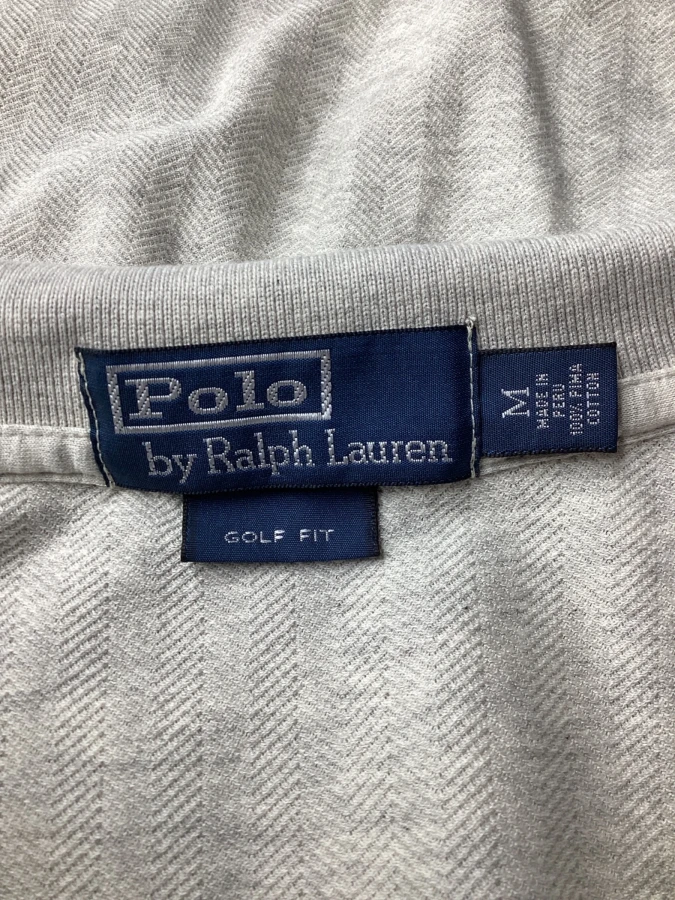 Polo
by Ralph Lauren
GOLF FIT
M
MADE IN
PERU
100% PIMA
COTTON